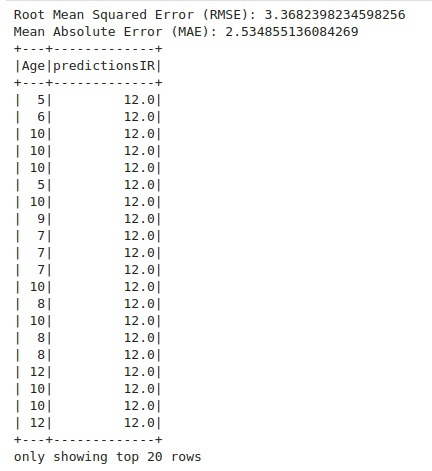 Root Mean Squared Error (RMSE): 3.3682398234598256
Mean Absolute Error (MAE): 2.534855136084269
+---+-------------+
|Age|predictionsIR|
+---+-------------+
|  5|         12.0|
|  6|         12.0|
| 10|         12.0|
| 10|         12.0|
| 10|         12.0|
|  5|         12.0|
| 10|         12.0|
|  9|         12.0|
|  7|         12.0|
|  7|         12.0|
|  7|         12.0|
| 10|         12.0|
|  8|         12.0|
| 10|         12.0|
|  8|         12.0|
|  8|         12.0|
| 12|         12.0|
| 10|         12.0|
| 10|         12.0|
| 12|         12.0|
+---+-------------+
only showing top 20 rows